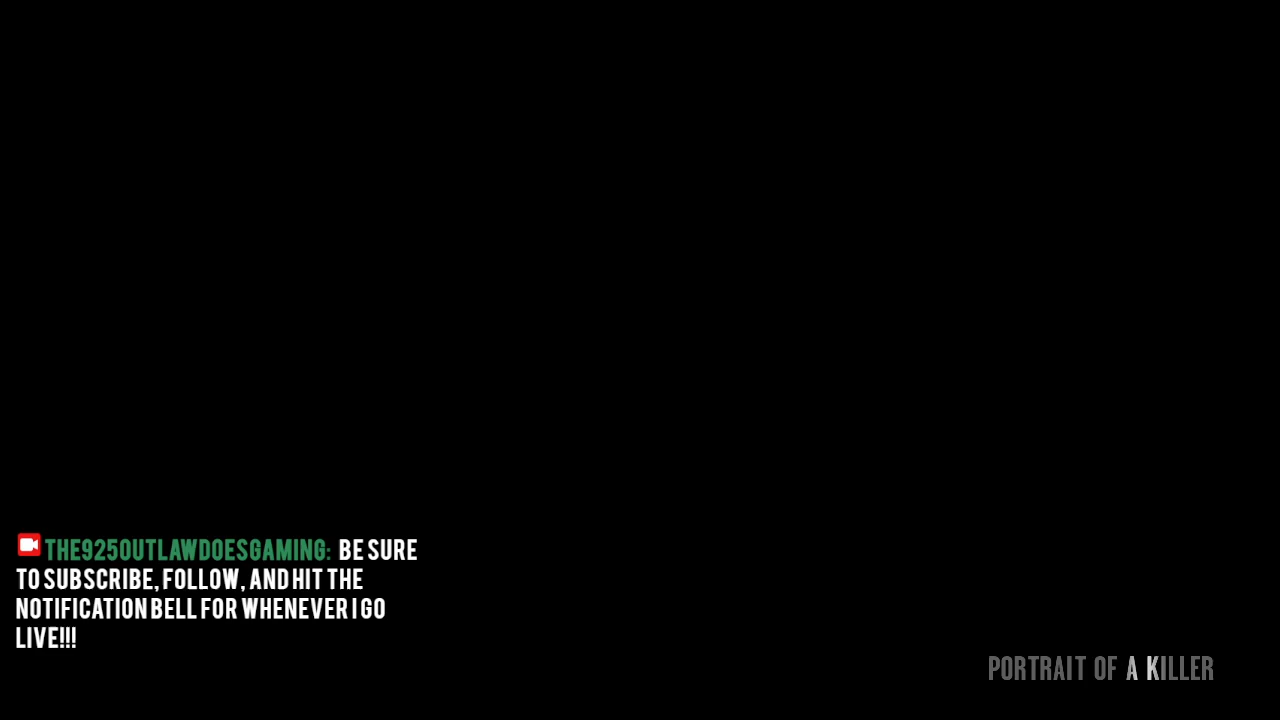 THE925OUTLAWDOESGAMING: BE SURE
TO SUBSCRIBE, FOLLOW, AND HIT THE
NOTIFICATION BELL FOR WHENEVER I GO
LIVE!!!
PORTRAIT OF A KILLER